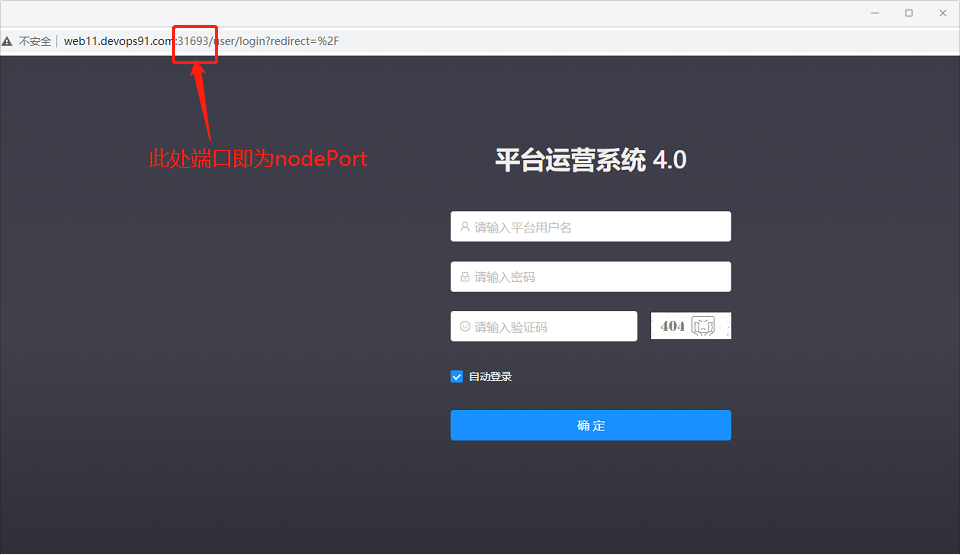 不安全 | web11.devops91.com:31693/user/login?redirect=%2F
此处端口即为nodePort
平台运营系统 4.0
请输入平台用户名
请输入密码
请输入验证码
404
自动登录
确 定